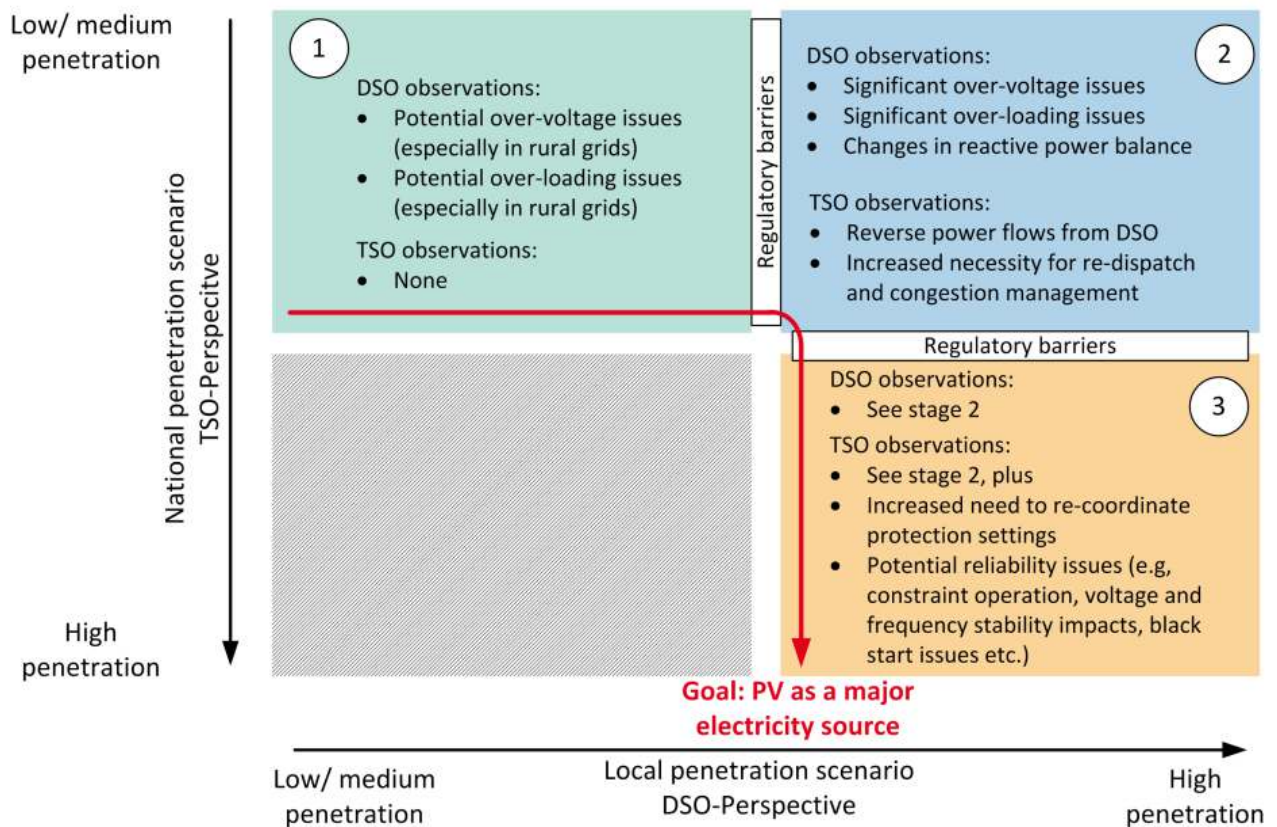 Low/ medium
penetration
National penetration scenario
TSO-Perspecitve
High
penetration
1
DSO observations:
• Potential over-voltage issues
(especially in rural grids)
• Potential over-loading issues
(especially in rural grids)
TSO observations:
• None
Regulatory barriers
2
DSO observations:
• Significant over-voltage issues
• Significant over-loading issues
• Changes in reactive power balance
TSO observations:
• Reverse power flows from DSO
• Increased necessity for re-dispatch
and congestion management
Regulatory barriers
3
DSO observations:
• See stage 2
TSO observations:
• See stage 2, plus
• Increased need to re-coordinate
protection settings
• Potential reliability issues (e.g,
constraint operation, voltage and
frequency stability impacts, black
start issues etc.)
Goal: PV as a major
electricity source
Low/ medium
penetration
Local penetration scenario
DSO-Perspective
High
penetration